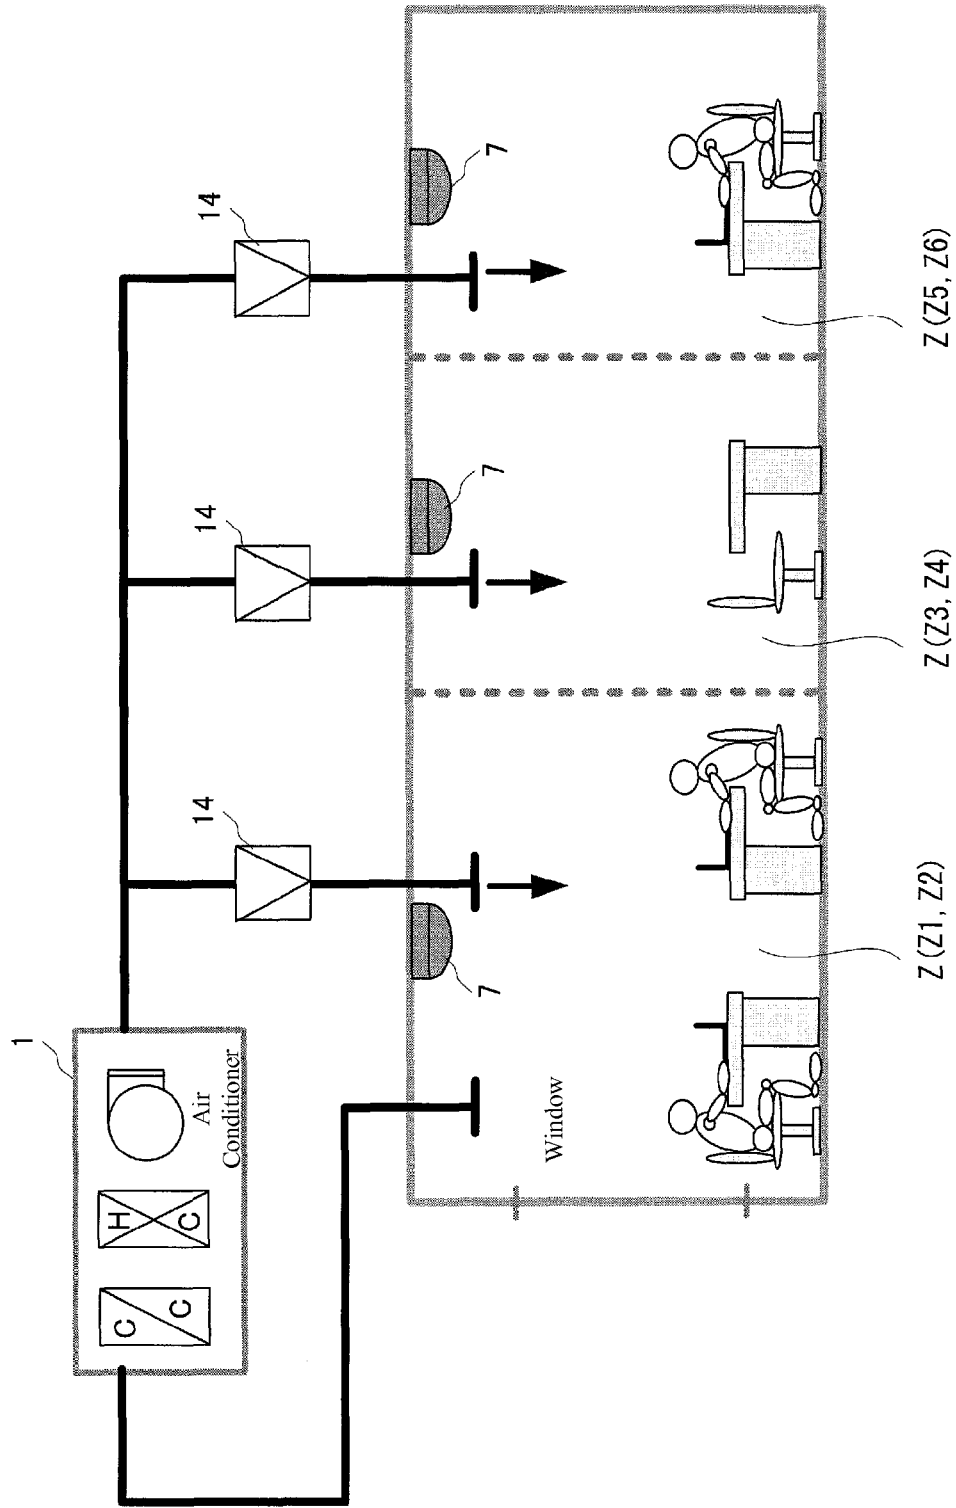 1
C
C
H
C
Air
Conditioner
14
14
14
7
7
7
Window
Z(Z1, Z2)
Z(Z3, Z4)
Z(Z5, Z6)